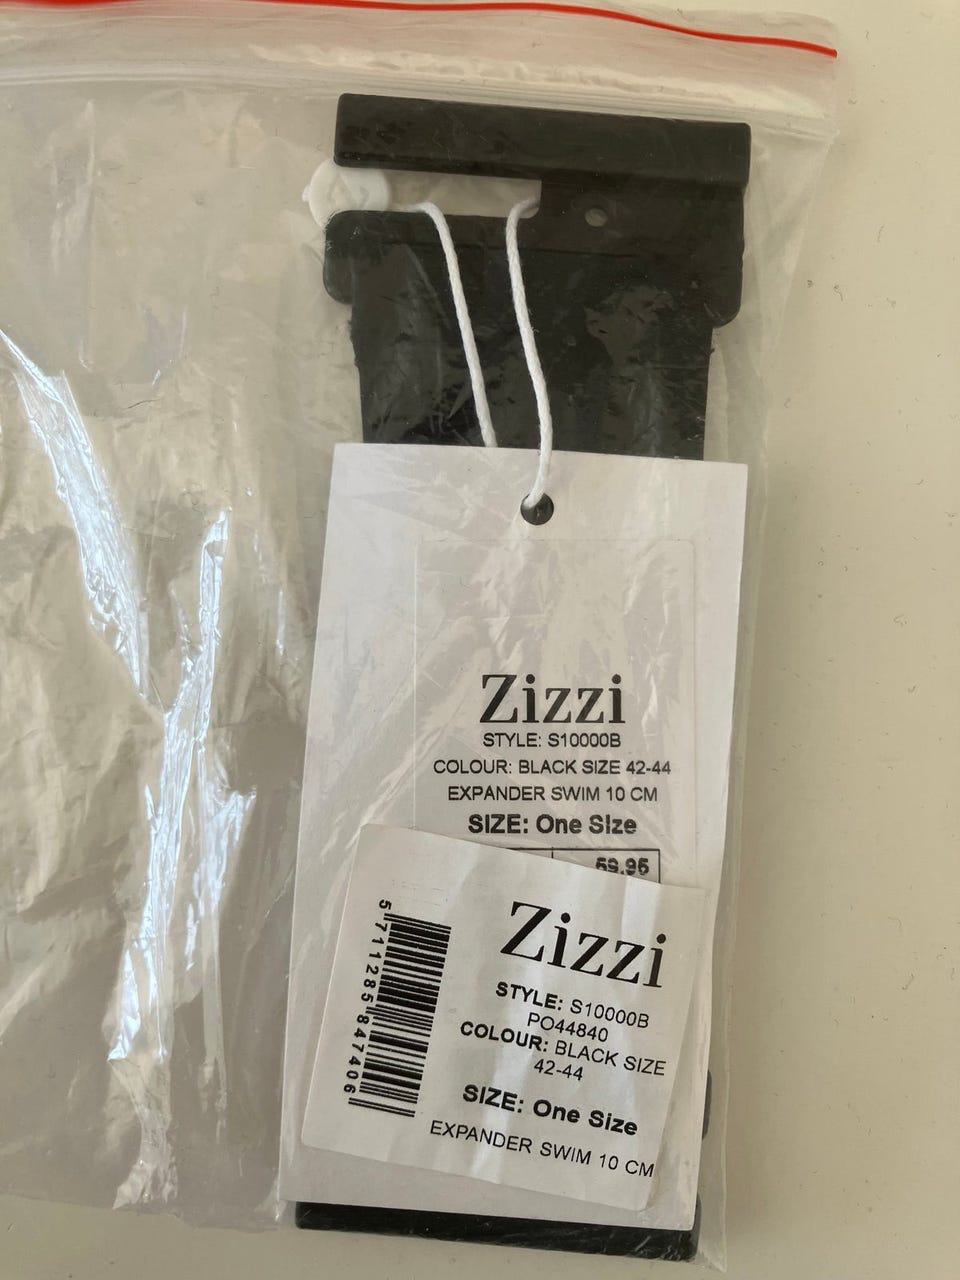 Zizzi
STYLE: S10000B
COLOUR: BLACK SIZE 42-44
EXPANDER SWIM 10 CM
SIZE: One Size
59.95
Zizzi
STYLE: S10000B
PO44840
COLOUR: BLACK SIZE
42-44
SIZE: One Size
EXPANDER SWIM 10 CM
5711285847406